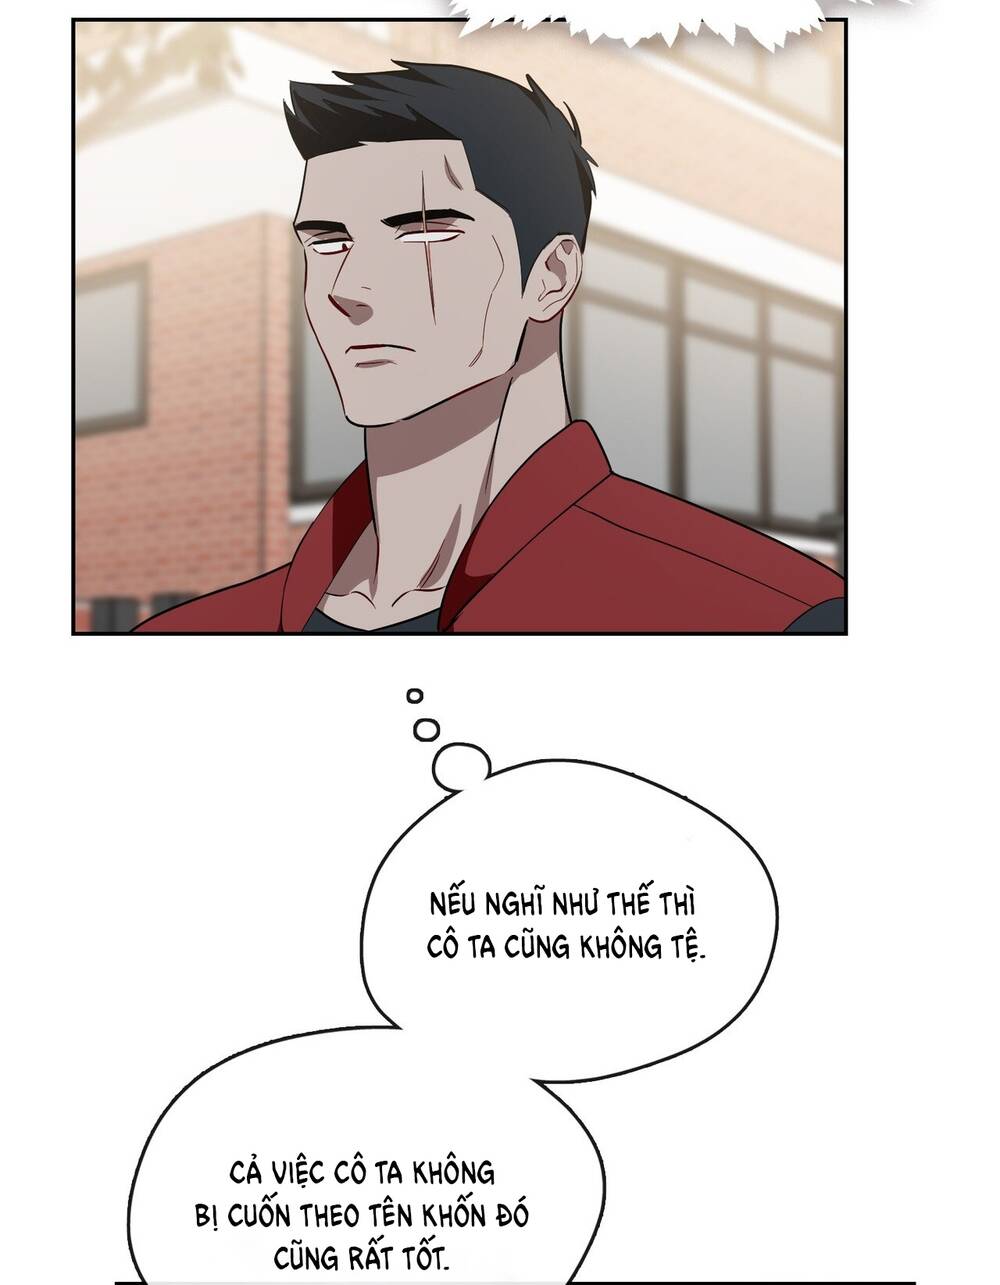 NẾU NGHĨ NHƯ THẾ THÌ
CÔ TA CŨNG KHÔNG TỆ.
CẢ VIỆC CÔ TA KHÔNG
BỊ CUỐN THEO TÊN KHỐN ĐÓ
CŨNG RẤT TỐT.